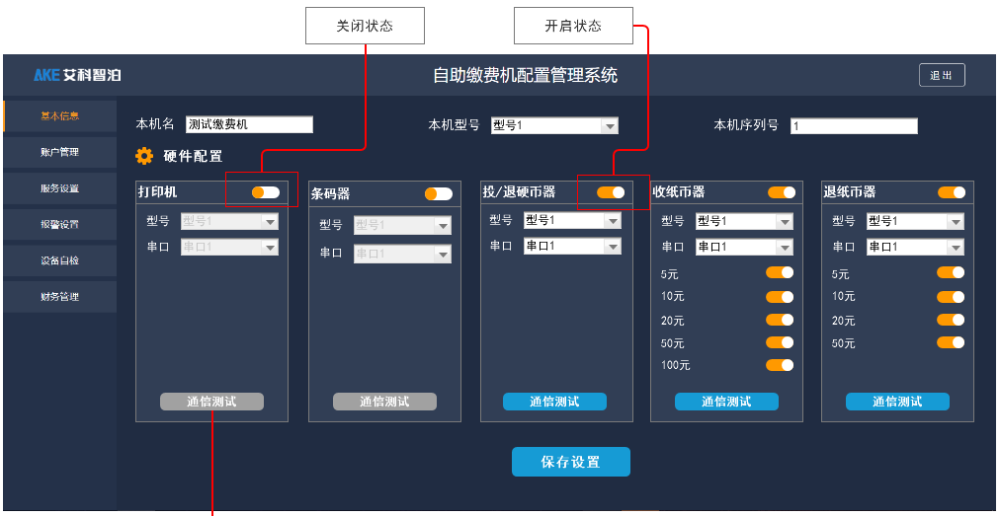 关闭状态
开启状态
AKE 艾科智泊
自助缴费机配置管理系统
退出
基本信息
账户管理
服务设置
报警设置
设备自检
财务管理
本机名 测试缴费机
本机型号 型号1
本机序列号 1
硬件配置
打印机
型号 型号1
串口 串口1
通信测试
条码器
型号 型号1
串口 串口1
通信测试
投/退硬币器
型号 型号1
串口 串口1
通信测试
收纸币器
型号 型号1
串口 串口1
5元
10元
20元
50元
100元
通信测试
退纸币器
型号 型号1
串口 串口1
5元
10元
20元
50元
通信测试
保存设置